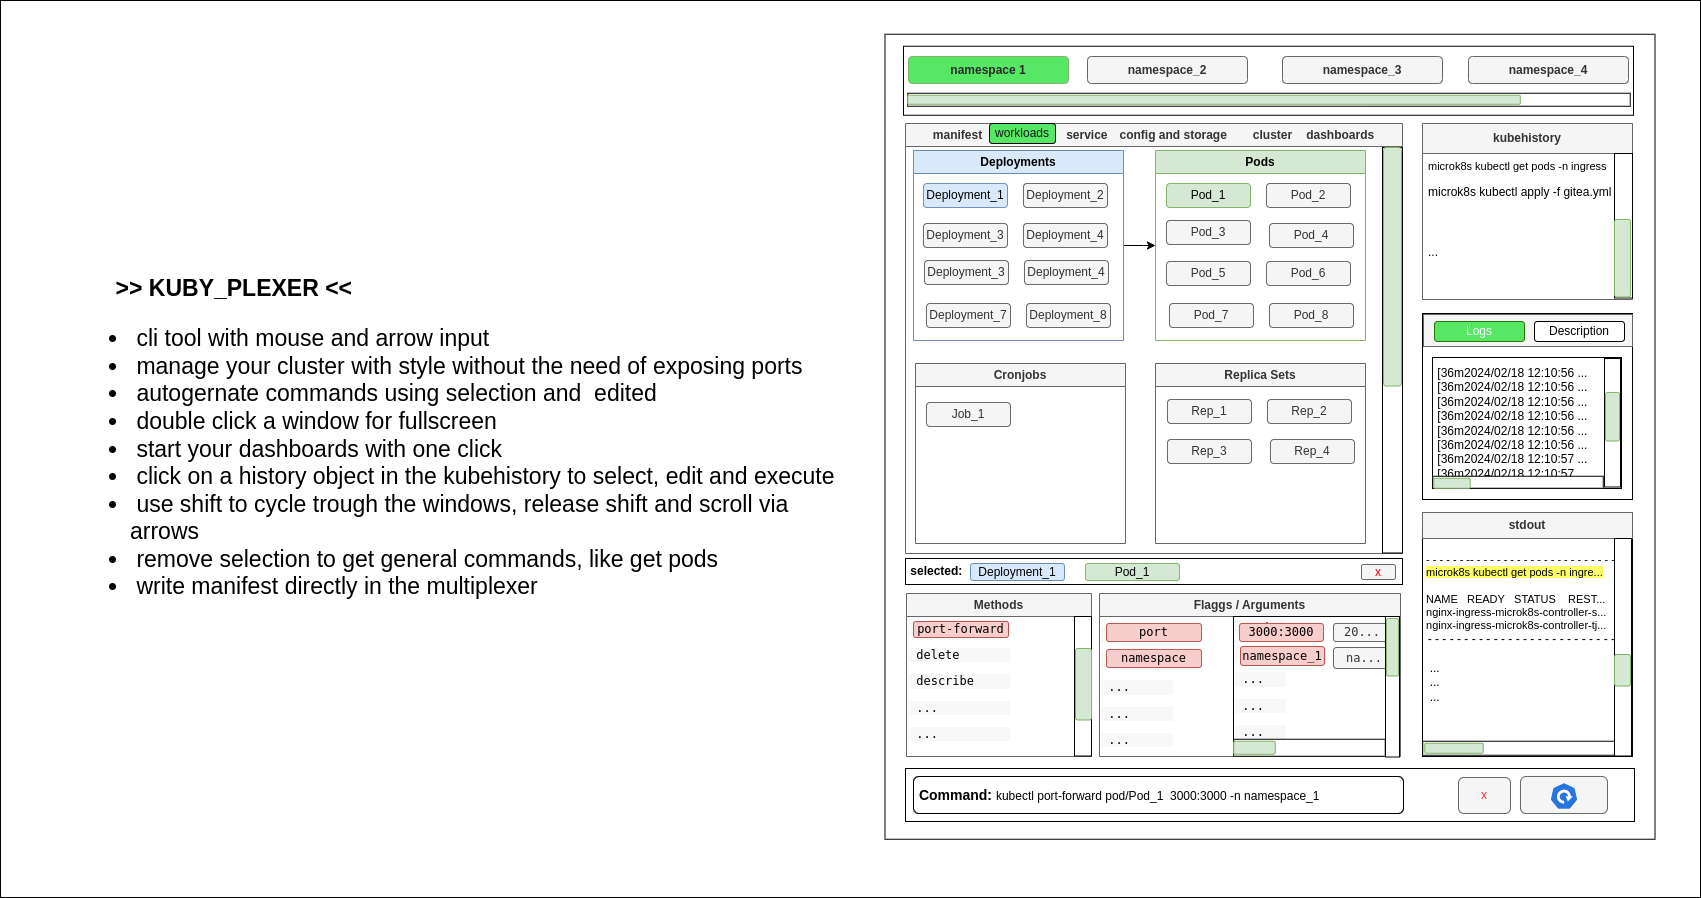 >> KUBY_PLEXER <<
• cli tool with mouse and arrow input
• manage your cluster with style without the need of exposing ports
• autogernate commands using selection and  edited
• double click a window for fullscreen
• start your dashboards with one click
• click on a history object in the kubehistory to select, edit and execute
• use shift to cycle trough the windows, release shift and scroll via
arrows
• remove selection to get general commands, like get pods
• write manifest directly in the multiplexer
namespace 1 namespace_2 namespace_3 namespace_4
manifest workloads service config and storage cluster dashboards
Deployments
Deployment_1 Deployment_2
Deployment_3 Deployment_4
Deployment_3 Deployment_4
Deployment_7 Deployment_8
Pods
Pod_1 Pod_2
Pod_3 Pod_4
Pod_5 Pod_6
Pod_7 Pod_8
Cronjobs
Job_1
Replica Sets
Rep_1 Rep_2
Rep_3 Rep_4
selected: Deployment_1 Pod_1 x
Methods
port-forward
delete
describe
...
...
Flaggs / Arguments
port 3000:3000 20...
namespace namespace_1 na...
... ...
... ...
... ...
kubehistory
microk8s kubectl get pods -n ingress
microk8s kubectl apply -f gitea.yml
...
Logs Description
[36m2024/02/18 12:10:56 ...
[36m2024/02/18 12:10:56 ...
[36m2024/02/18 12:10:56 ...
[36m2024/02/18 12:10:56 ...
[36m2024/02/18 12:10:56 ...
[36m2024/02/18 12:10:56 ...
[36m2024/02/18 12:10:57 ...
[36m2024/02/18 12:10:57
stdout
- - - - - - - - - - - - - - - - - - - - - - - - -
microk8s kubectl get pods -n ingre...
NAME READY STATUS REST...
nginx-ingress-microk8s-controller-s...
nginx-ingress-microk8s-controller-tj...
- - - - - - - - - - - - - - - - - - - - - - - - -
...
...
...
Command: kubectl port-forward pod/Pod_1  3000:3000 -n namespace_1 x